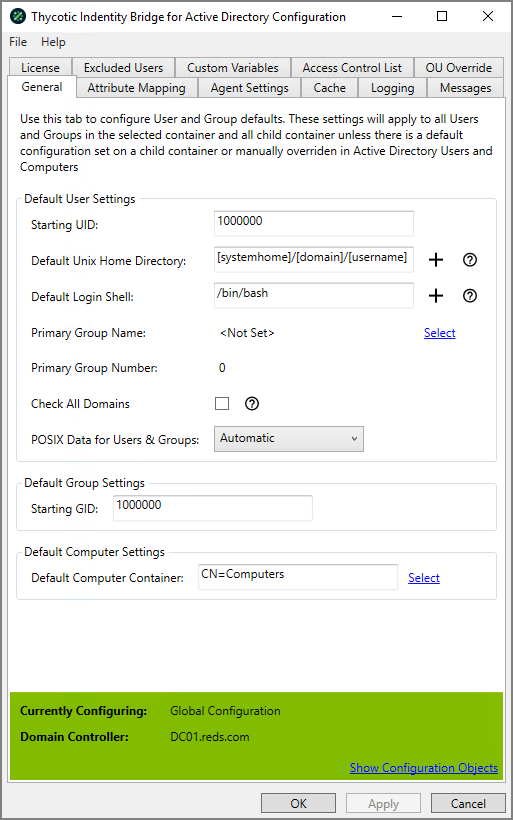 Thycotic Indentity Bridge for Active Directory Configuration
File Help
License Excluded Users Custom Variables Access Control List OU Override
General Attribute Mapping Agent Settings Cache Logging Messages
Use this tab to configure User and Group defaults. These settings will apply to all Users
and Groups in the selected container and all child container unless there is a default
configuration set on a child container or manually overriden in Active Directory Users and
Computers
Default User Settings
Starting UID: 1000000
Default Unix Home Directory: [systemhome]/[domain]/[username]
Default Login Shell: /bin/bash
Primary Group Name: <Not Set> Select
Primary Group Number: 0
Check All Domains
POSIX Data for Users & Groups: Automatic
Default Group Settings
Starting GID: 1000000
Default Computer Settings
Default Computer Container: CN=Computers Select
Currently Configuring: Global Configuration
Domain Controller: DC01.reds.com
Show Configuration Objects
OK Apply Cancel